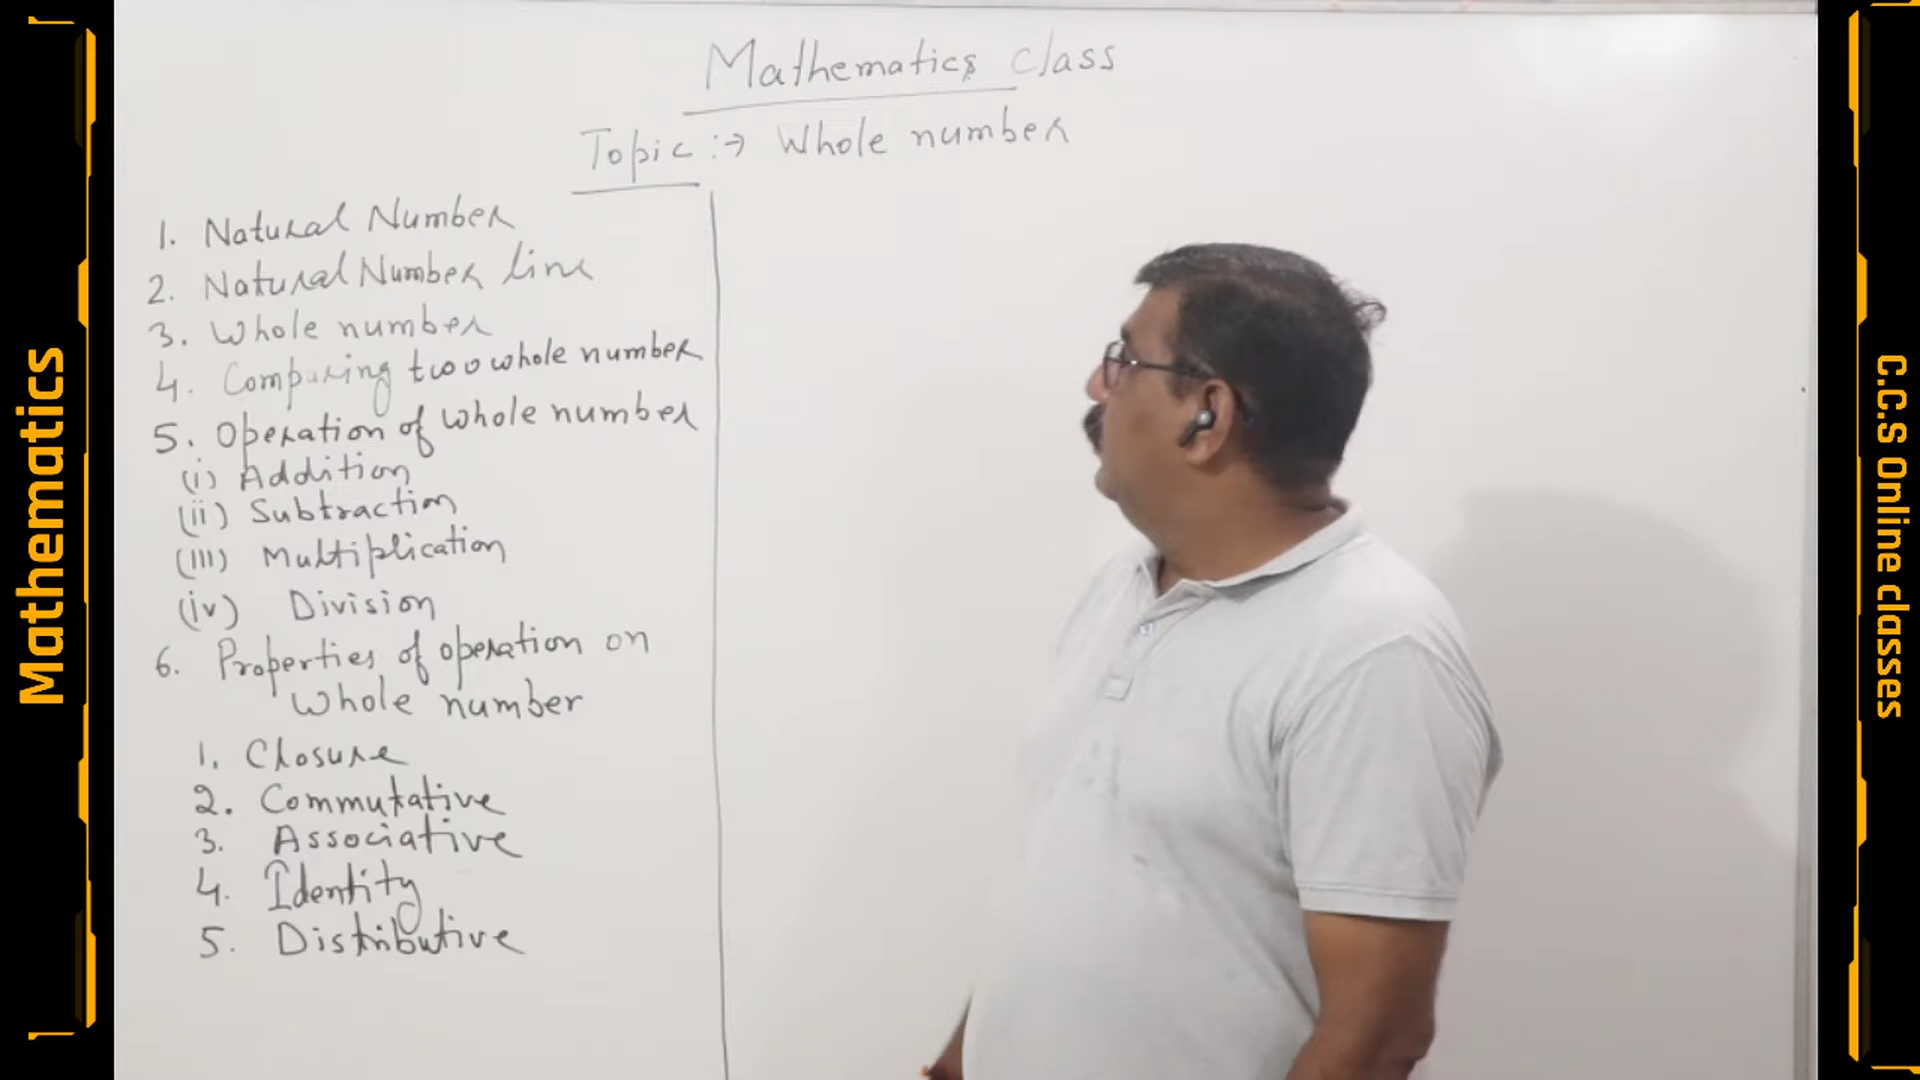 Mathematics class
Topic :→ Whole number
1. Natural Number
2. Natural Number line
3. Whole number
4. Comparing two whole number
5. Operation of whole number
(i) Addition
(ii) Subtraction
(III) Multiplication
(iv) Division
6. Properties of operation on
Whole number
1. Closure
2. Commutative
3. Associative
4. Identity
5. Distributive
Mathematics
C.C.S Online classes